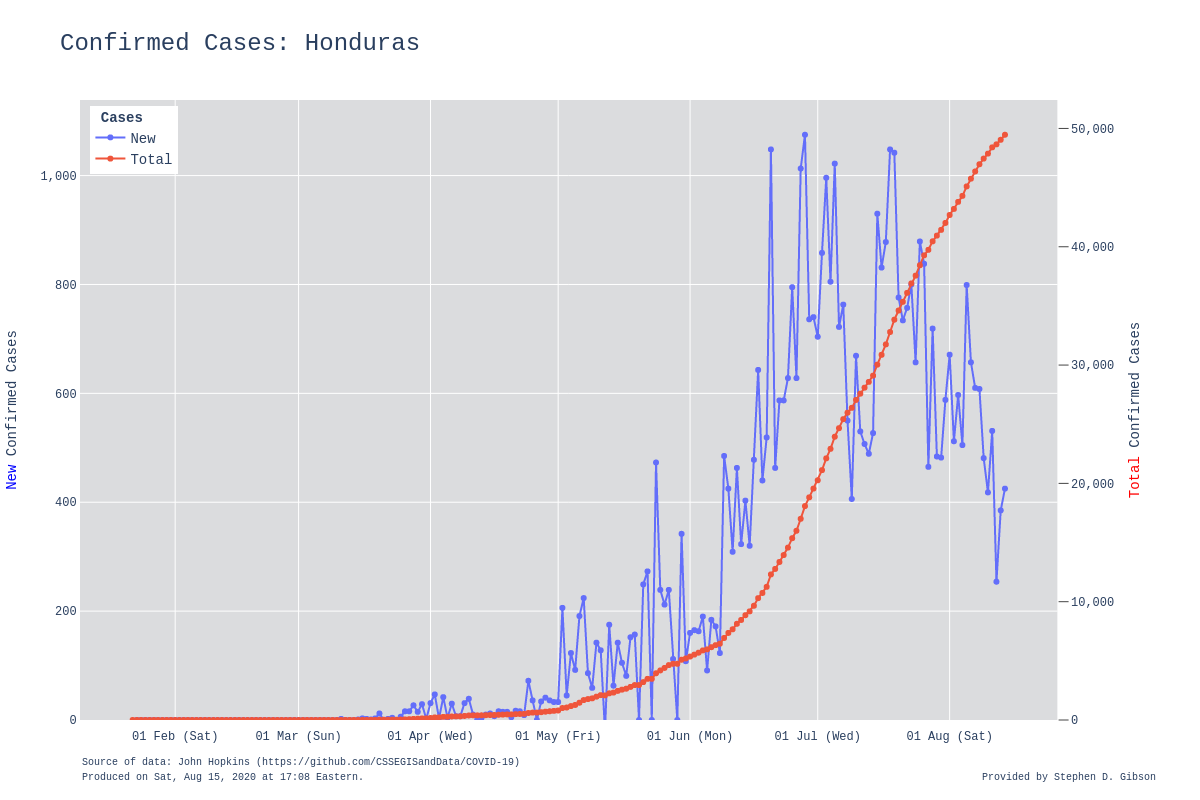 Confirmed Cases: Honduras
Cases
New
Total
1,000
800
600
400
200
0
50,000
40,000
30,000
20,000
10,000
0
New Confirmed Cases
Total Confirmed Cases
01 Feb (Sat)
01 Mar (Sun)
01 Apr (Wed)
01 May (Fri)
01 Jun (Mon)
01 Jul (Wed)
01 Aug (Sat)
Source of data: John Hopkins (https://github.com/CSSEGISandData/COVID-19)
Produced on Sat, Aug 15, 2020 at 17:08 Eastern.
Provided by Stephen D. Gibson